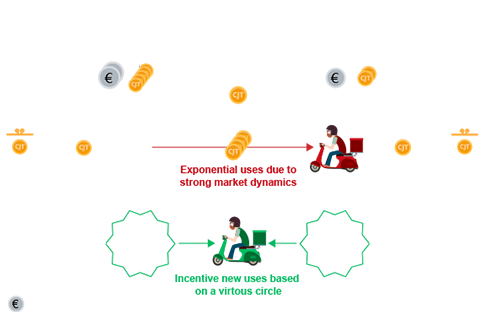 €
CJT
€
CJT
CJT
CJT
CJT
CJT
CJT
CJT
Exponential uses due to
strong market dynamics
Incentive new uses based
on a virtous circle
€